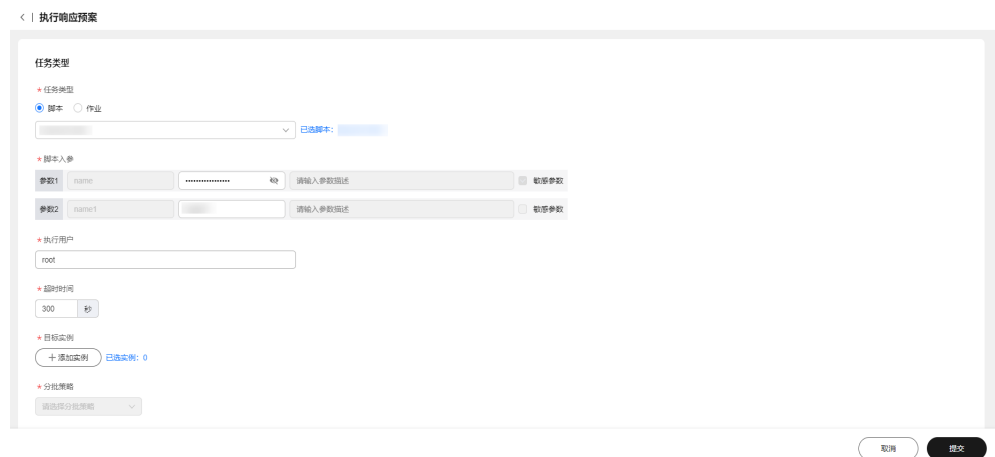 < | 执行响应预案
任务类型
* 任务类型
脚本 作业
已选脚本：
* 脚本入参
参数1 name ••••••••••••••••• 请输入参数描述 敏感参数
参数2 name1 请输入参数描述 敏感参数
* 执行用户
root
* 超时时间
300 秒
* 目标实例
+ 添加实例 已选实例：0
* 分批策略
请选择分批策略
取消 提交